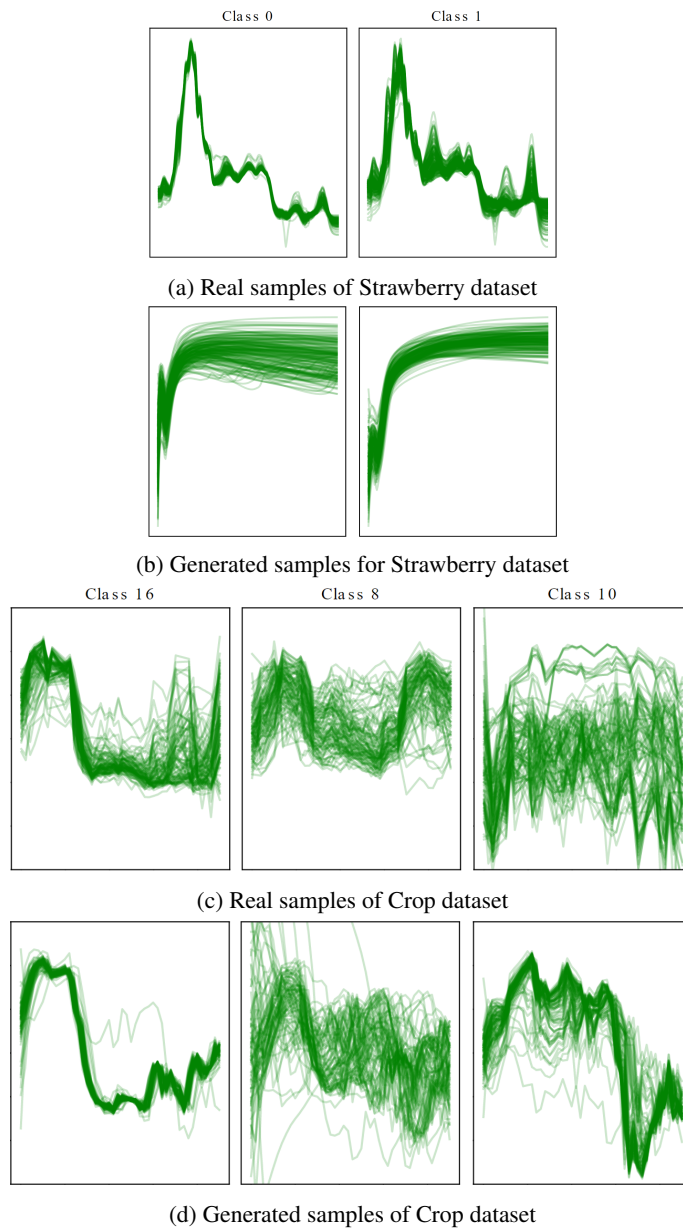 Class 0 Class 1
(a) Real samples of Strawberry dataset
(b) Generated samples for Strawberry dataset
Class 16 Class 8 Class 10
(c) Real samples of Crop dataset
(d) Generated samples of Crop dataset